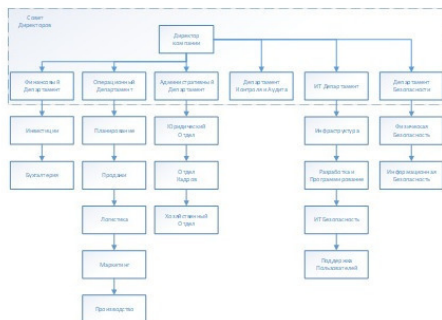 Совет
Директоров
Директор
компании
Финансовый
Департамент
Операционный
Департамент
Административный
Департамент
Департамент
Контроля и Аудита
ИТ Департамент
Департамент
Безопасности
Инвестиции
Планирование
Юридический
Отдел
Инфраструктура
Физическая
Безопасность
Бухгалтерия
Продажи
Отдел
Кадров
Разработка и
Программирование
Информационная
Безопасность
Логистика
Хозяйственный
Отдел
ИТ Безопасность
Маркетинг
Поддержка
Пользователей
Производство